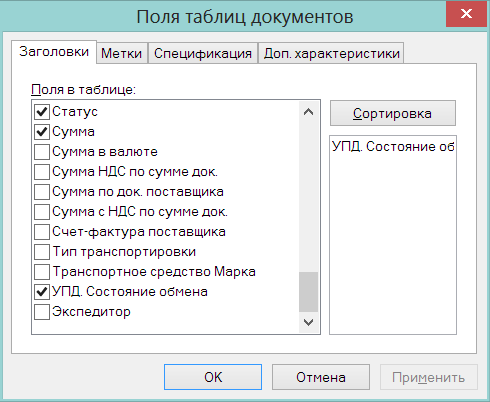 Поля таблиц документов
Заголовки Метки Спецификация Доп. характеристики
Поля в таблице:
Статус
Сортировка
Сумма
Сумма в валюте
УПД. Состояние об
Сумма НДС по сумме док.
Сумма по док. поставщика
Сумма с НДС по сумме док.
Счет-фактура поставщика
Тип транспортировки
Транспортное средство Марка
УПД. Состояние обмена
Экспедитор
OK Отмена Применить